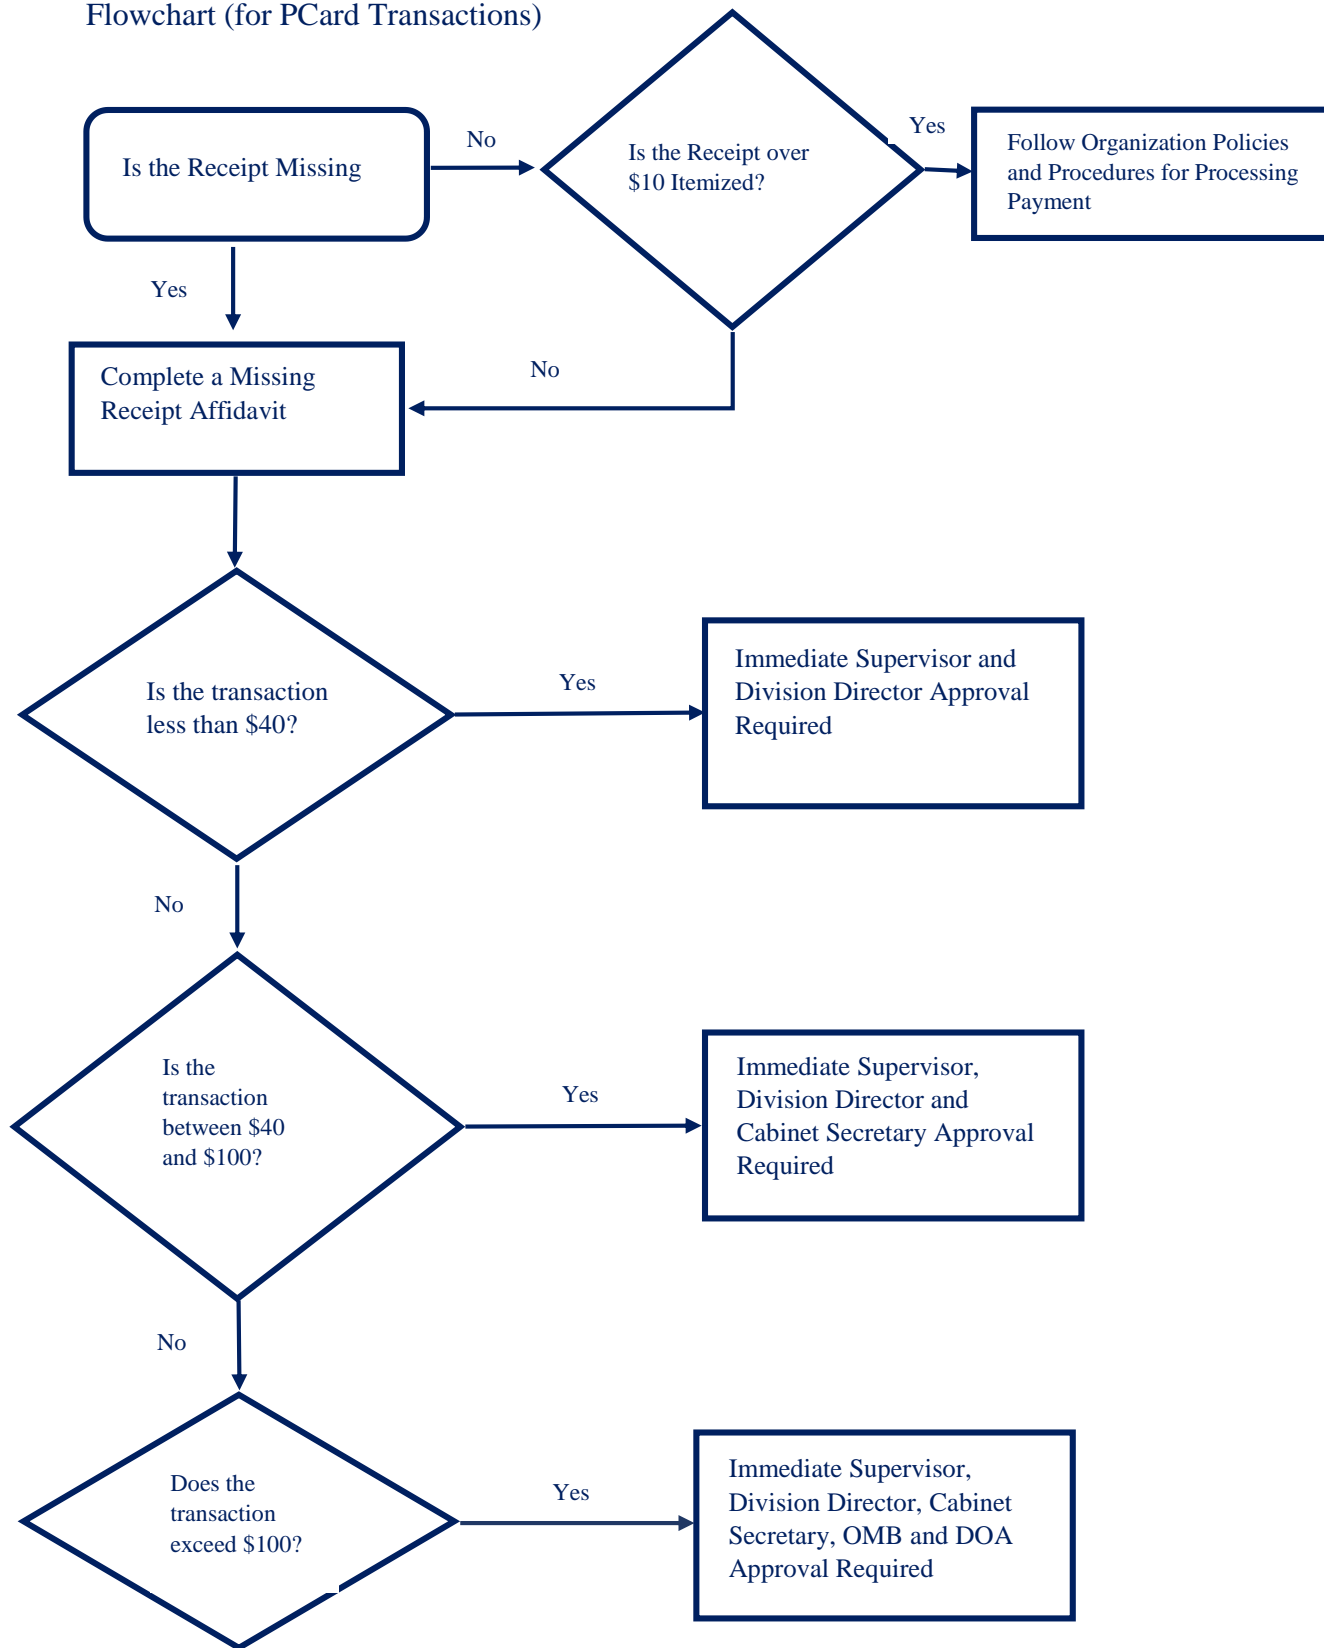 Flowchart (for PCard Transactions)
Is the Receipt Missing
No
Is the Receipt over
$10 Itemized?
Yes
Follow Organization Policies
and Procedures for Processing
Payment
Yes
Complete a Missing
Receipt Affidavit
No
Is the transaction
less than $40?
Yes
Immediate Supervisor and
Division Director Approval
Required
No
Is the
transaction
between $40
and $100?
Yes
Immediate Supervisor,
Division Director and
Cabinet Secretary Approval
Required
No
Does the
transaction
exceed $100?
Yes
Immediate Supervisor,
Division Director, Cabinet
Secretary, OMB and DOA
Approval Required